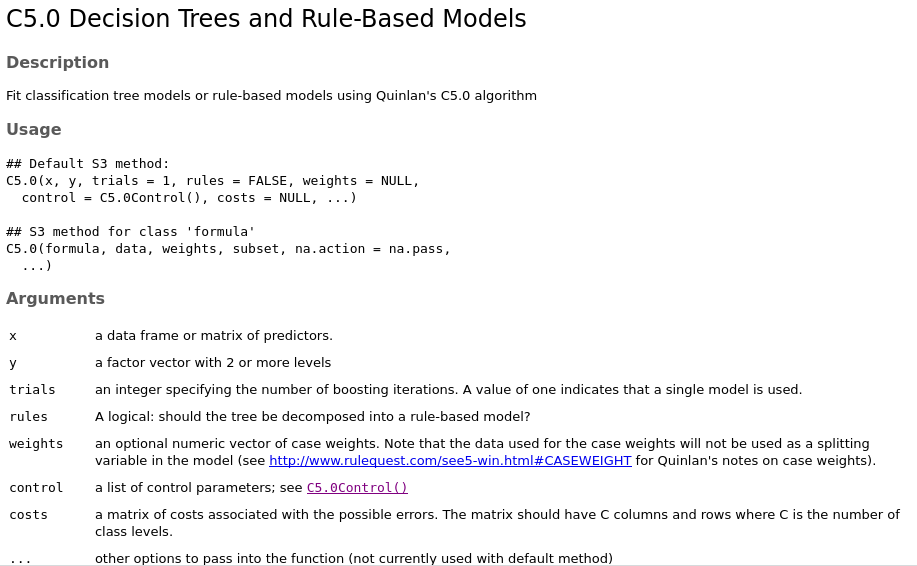 C5.0 Decision Trees and Rule-Based Models
Description
Fit classification tree models or rule-based models using Quinlan's C5.0 algorithm
Usage
## Default S3 method:
C5.0(x, y, trials = 1, rules = FALSE, weights = NULL,
  control = C5.0Control(), costs = NULL, ...)
## S3 method for class 'formula'
C5.0(formula, data, weights, subset, na.action = na.pass,
  ...)
Arguments
x a data frame or matrix of predictors.
y a factor vector with 2 or more levels
trials an integer specifying the number of boosting iterations. A value of one indicates that a single model is used.
rules A logical: should the tree be decomposed into a rule-based model?
weights an optional numeric vector of case weights. Note that the data used for the case weights will not be used as a splitting
variable in the model (see http://www.rulequest.com/see5-win.html#CASEWEIGHT for Quinlan's notes on case weights).
control a list of control parameters; see C5.0Control()
costs a matrix of costs associated with the possible errors. The matrix should have C columns and rows where C is the number of
class levels.
... other options to pass into the function (not currently used with default method)